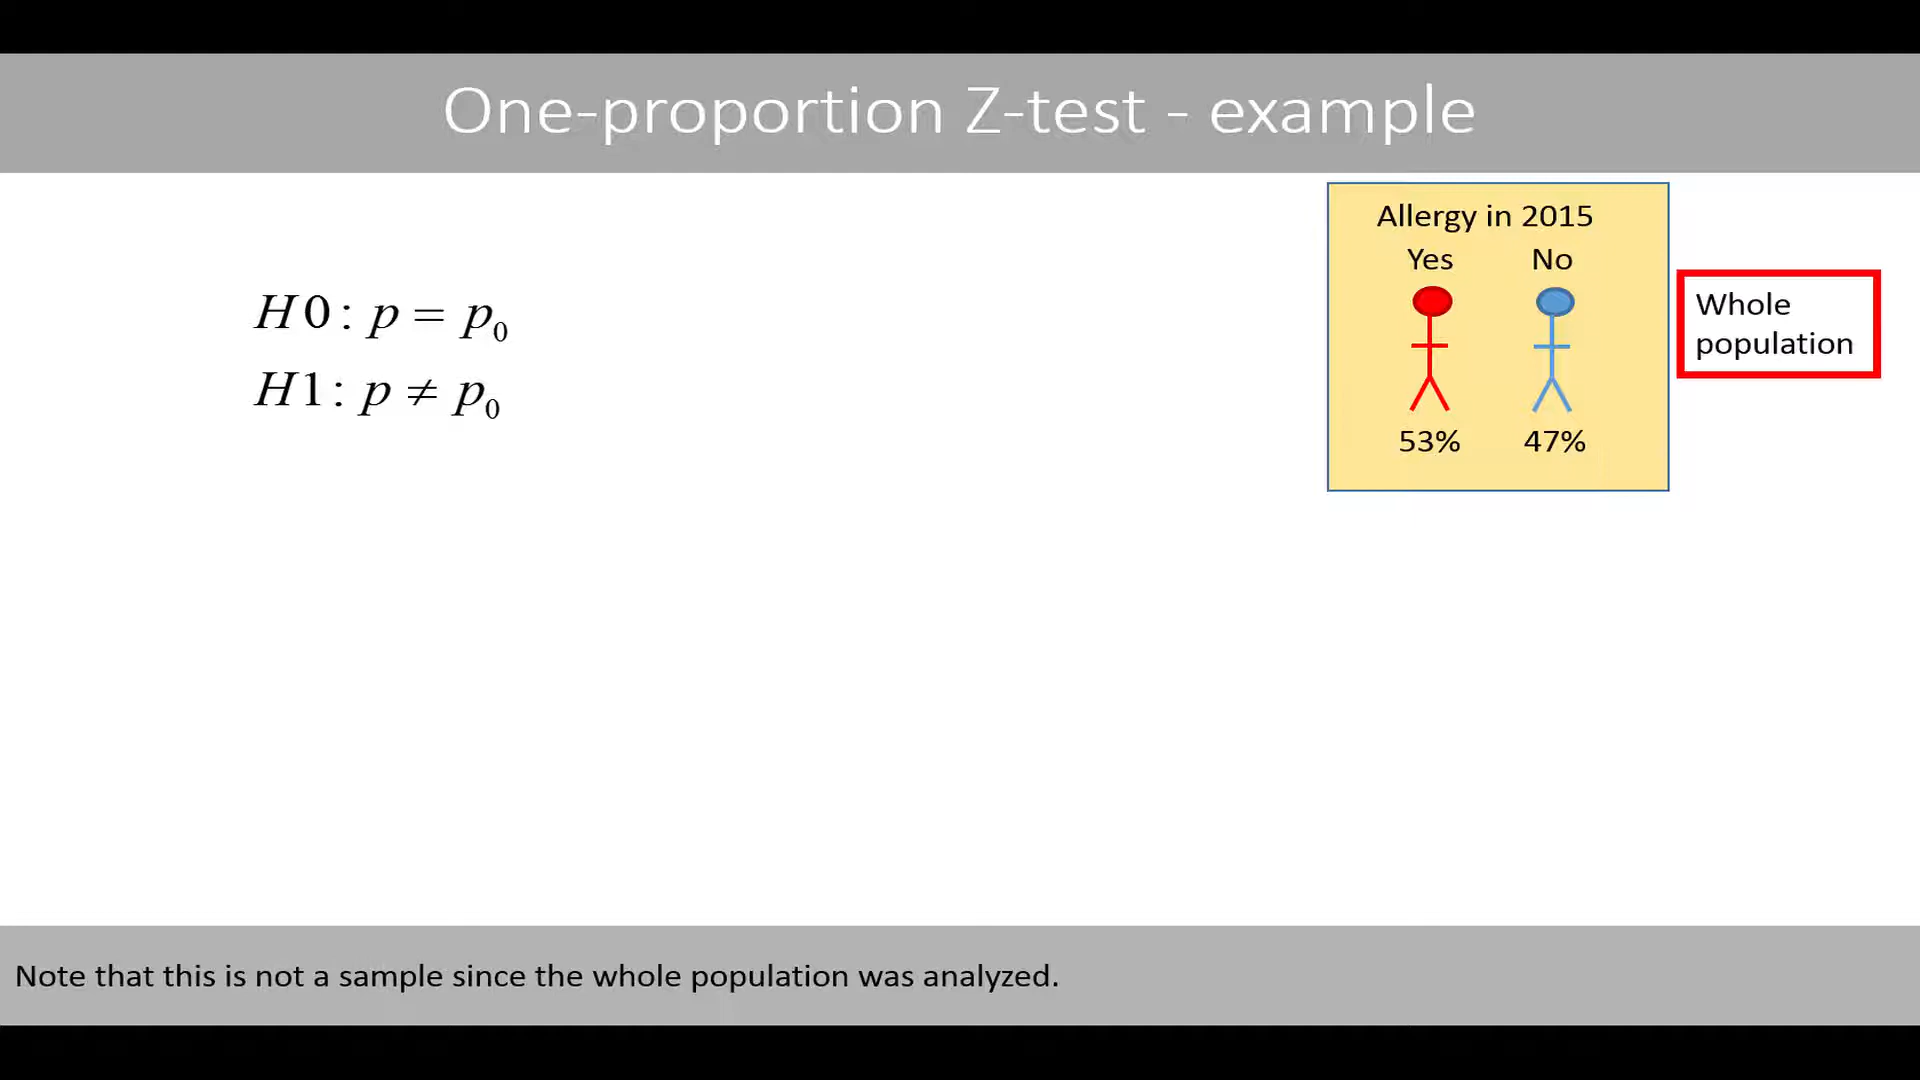 One-proportion Z-test - example
H0: p = p₀
H1: p ≠ p₀
Allergy in 2015
Yes No
53% 47%
Whole
population
Note that this is not a sample since the whole population was analyzed.